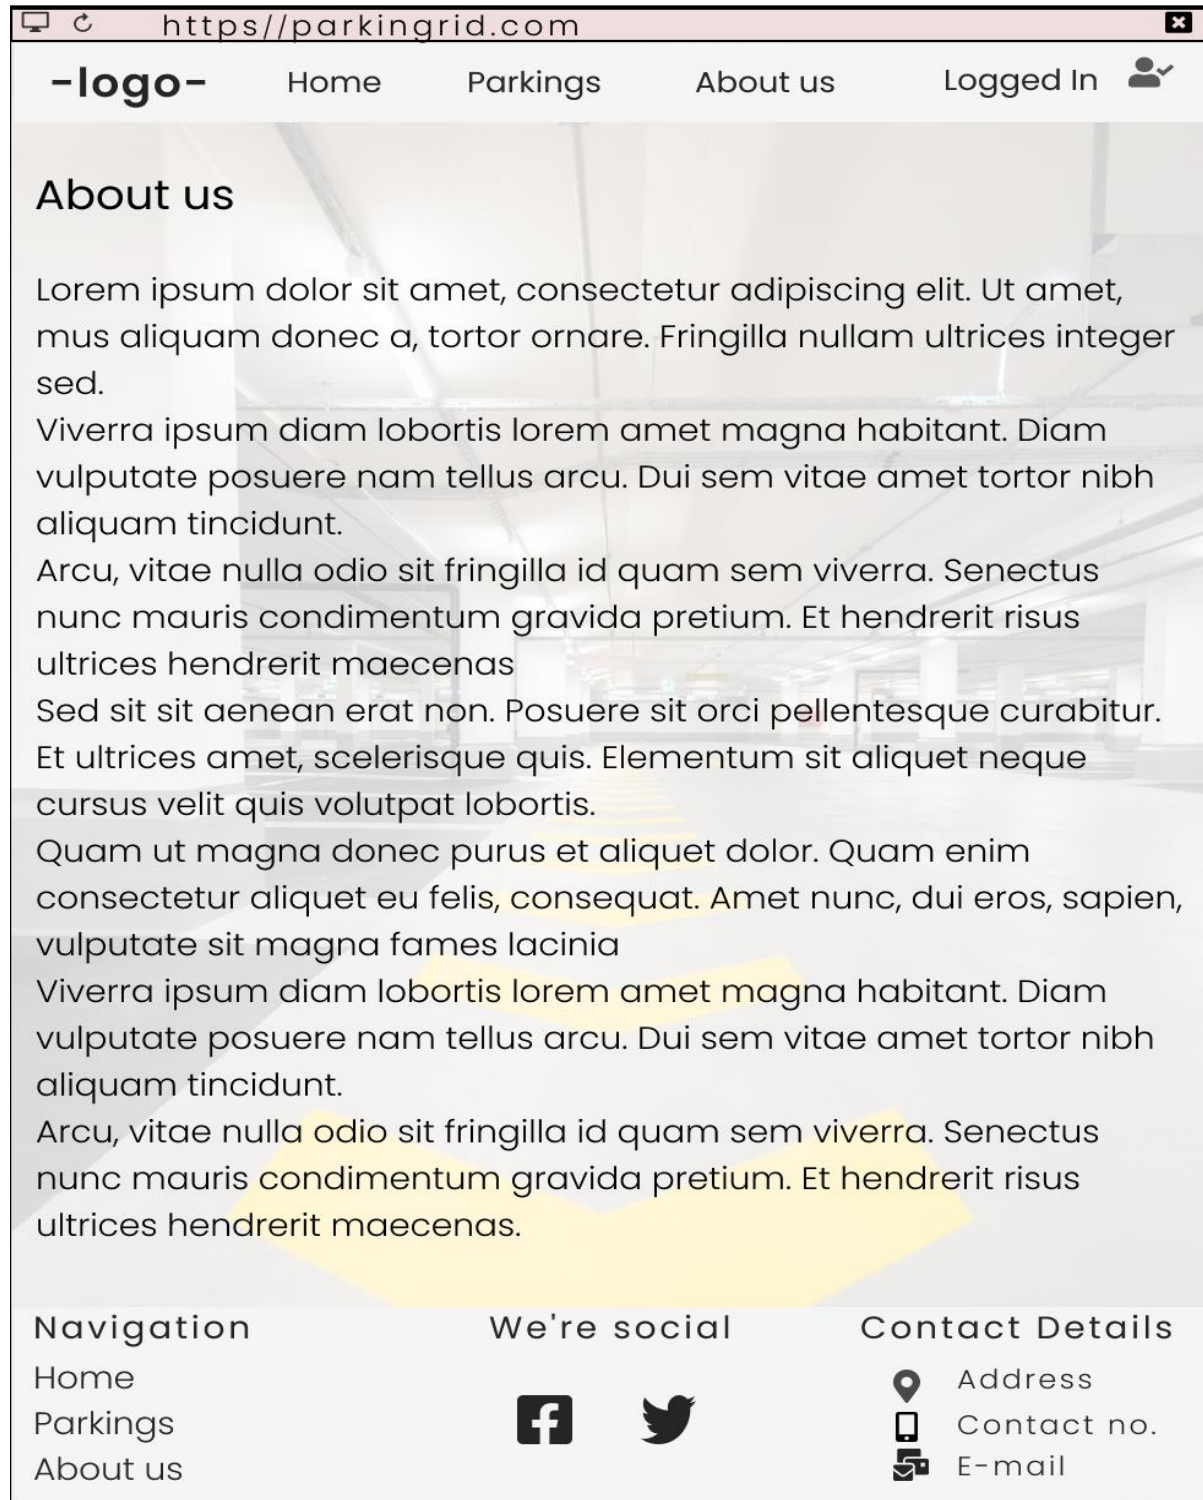 https//parkingrid.com
-logo- Home Parkings About us Logged In
About us
Lorem ipsum dolor sit amet, consectetur adipiscing elit. Ut amet,
mus aliquam donec a, tortor ornare. Fringilla nullam ultrices integer
sed.
Viverra ipsum diam lobortis lorem amet magna habitant. Diam
vulputate posuere nam tellus arcu. Dui sem vitae amet tortor nibh
aliquam tincidunt.
Arcu, vitae nulla odio sit fringilla id quam sem viverra. Senectus
nunc mauris condimentum gravida pretium. Et hendrerit risus
ultrices hendrerit maecenas
Sed sit sit aenean erat non. Posuere sit orci pellentesque curabitur.
Et ultrices amet, scelerisque quis. Elementum sit aliquet neque
cursus velit quis volutpat lobortis.
Quam ut magna donec purus et aliquet dolor. Quam enim
consectetur aliquet eu felis, consequat. Amet nunc, dui eros, sapien,
vulputate sit magna fames lacinia
Viverra ipsum diam lobortis lorem amet magna habitant. Diam
vulputate posuere nam tellus arcu. Dui sem vitae amet tortor nibh
aliquam tincidunt.
Arcu, vitae nulla odio sit fringilla id quam sem viverra. Senectus
nunc mauris condimentum gravida pretium. Et hendrerit risus
ultrices hendrerit maecenas.
Navigation
Home
Parkings
About us
We're social
Contact Details
Address
Contact no.
E-mail